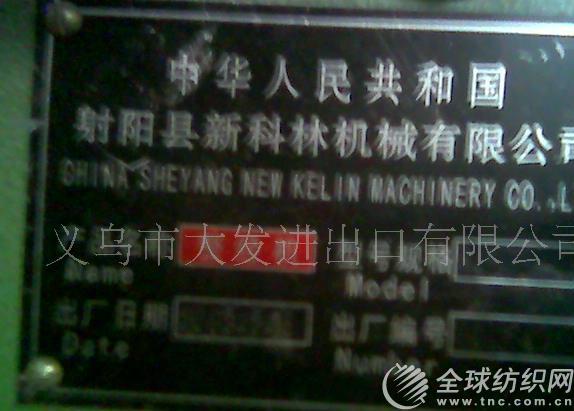 中华人民共和国
射阳县新科林机械有限公司
CHINA SHEYANG NEW KELIN MACHINERY CO.,L
义乌市大发进出口有限公司
Name
Model
出厂日期 出厂编号
Date
Number
全球纺织网
www.tnc.com.cn